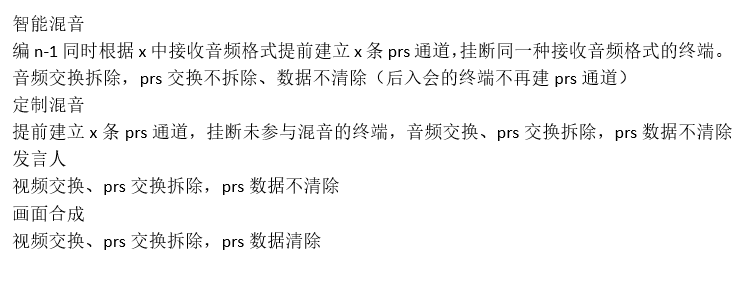 智能混音
编 n-1 同时根据 x 中接收音频格式提前建立 x 条 prs 通道，挂断同一种接收音频格式的终端。
音频交换拆除，prs 交换不拆除、数据不清除（后入会的终端不再建 prs 通道）
定制混音
提前建立 x 条 prs 通道，挂断未参与混音的终端，音频交换、prs 交换拆除，prs 数据不清除
发言人
视频交换、prs 交换拆除，prs 数据不清除
画面合成
视频交换、prs 交换拆除，prs 数据清除